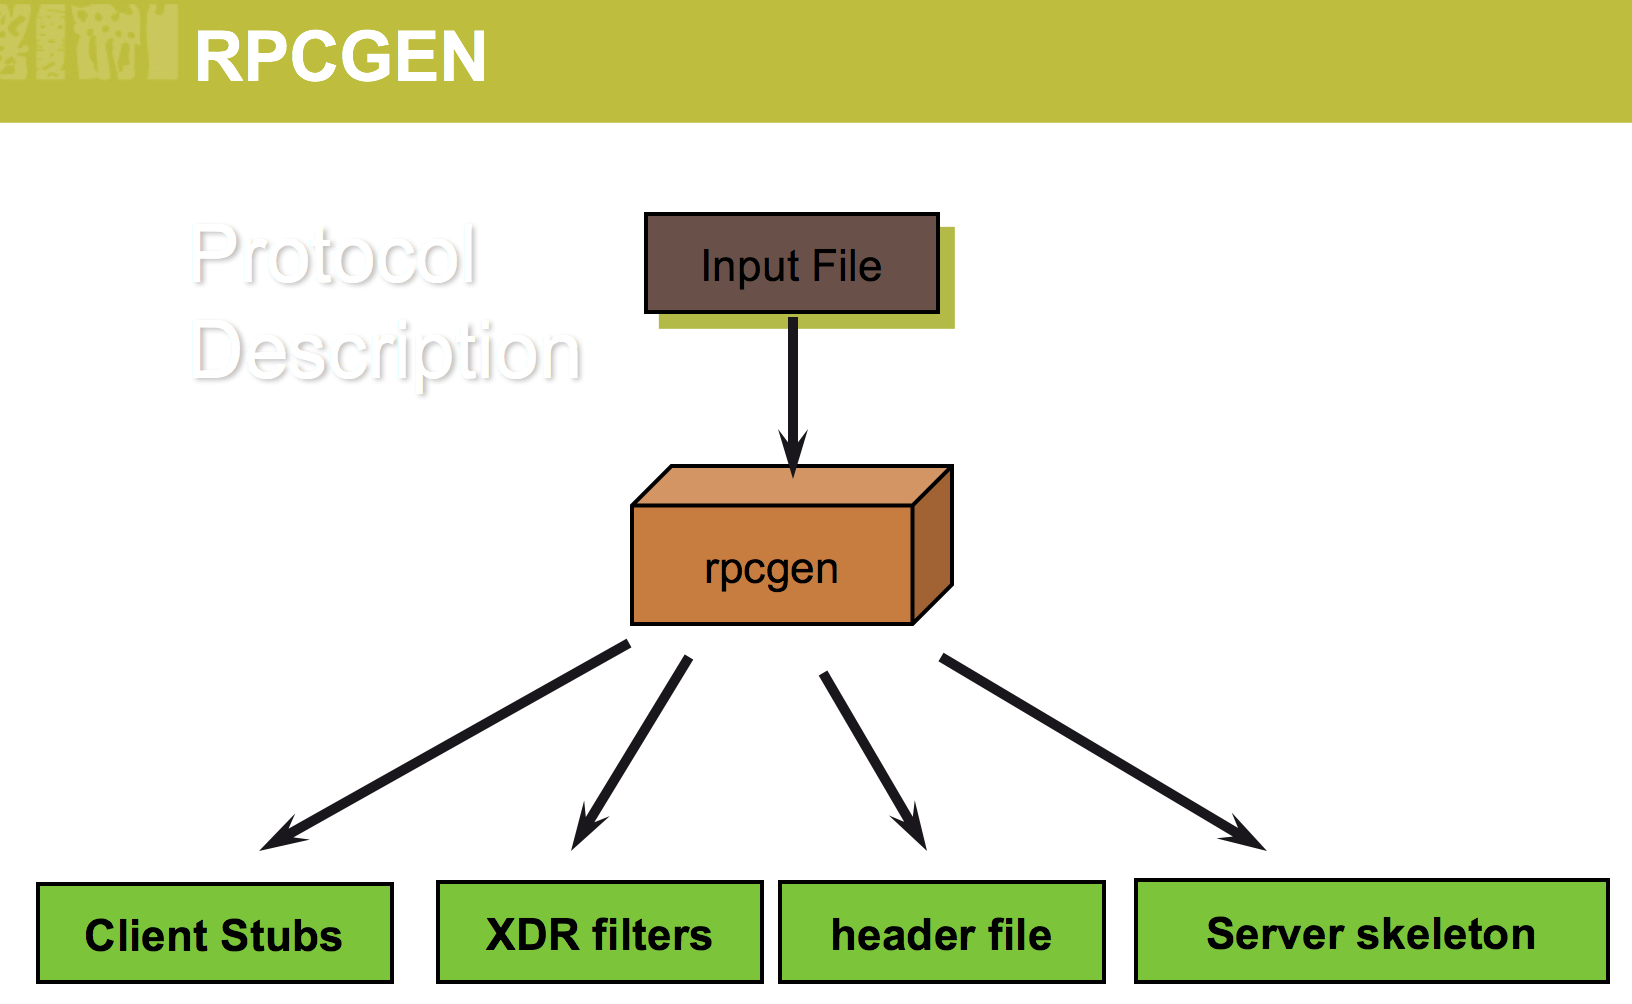 RPCGEN
Protocol
Description
Input File
rpcgen
Client Stubs
XDR filters
header file
Server skeleton